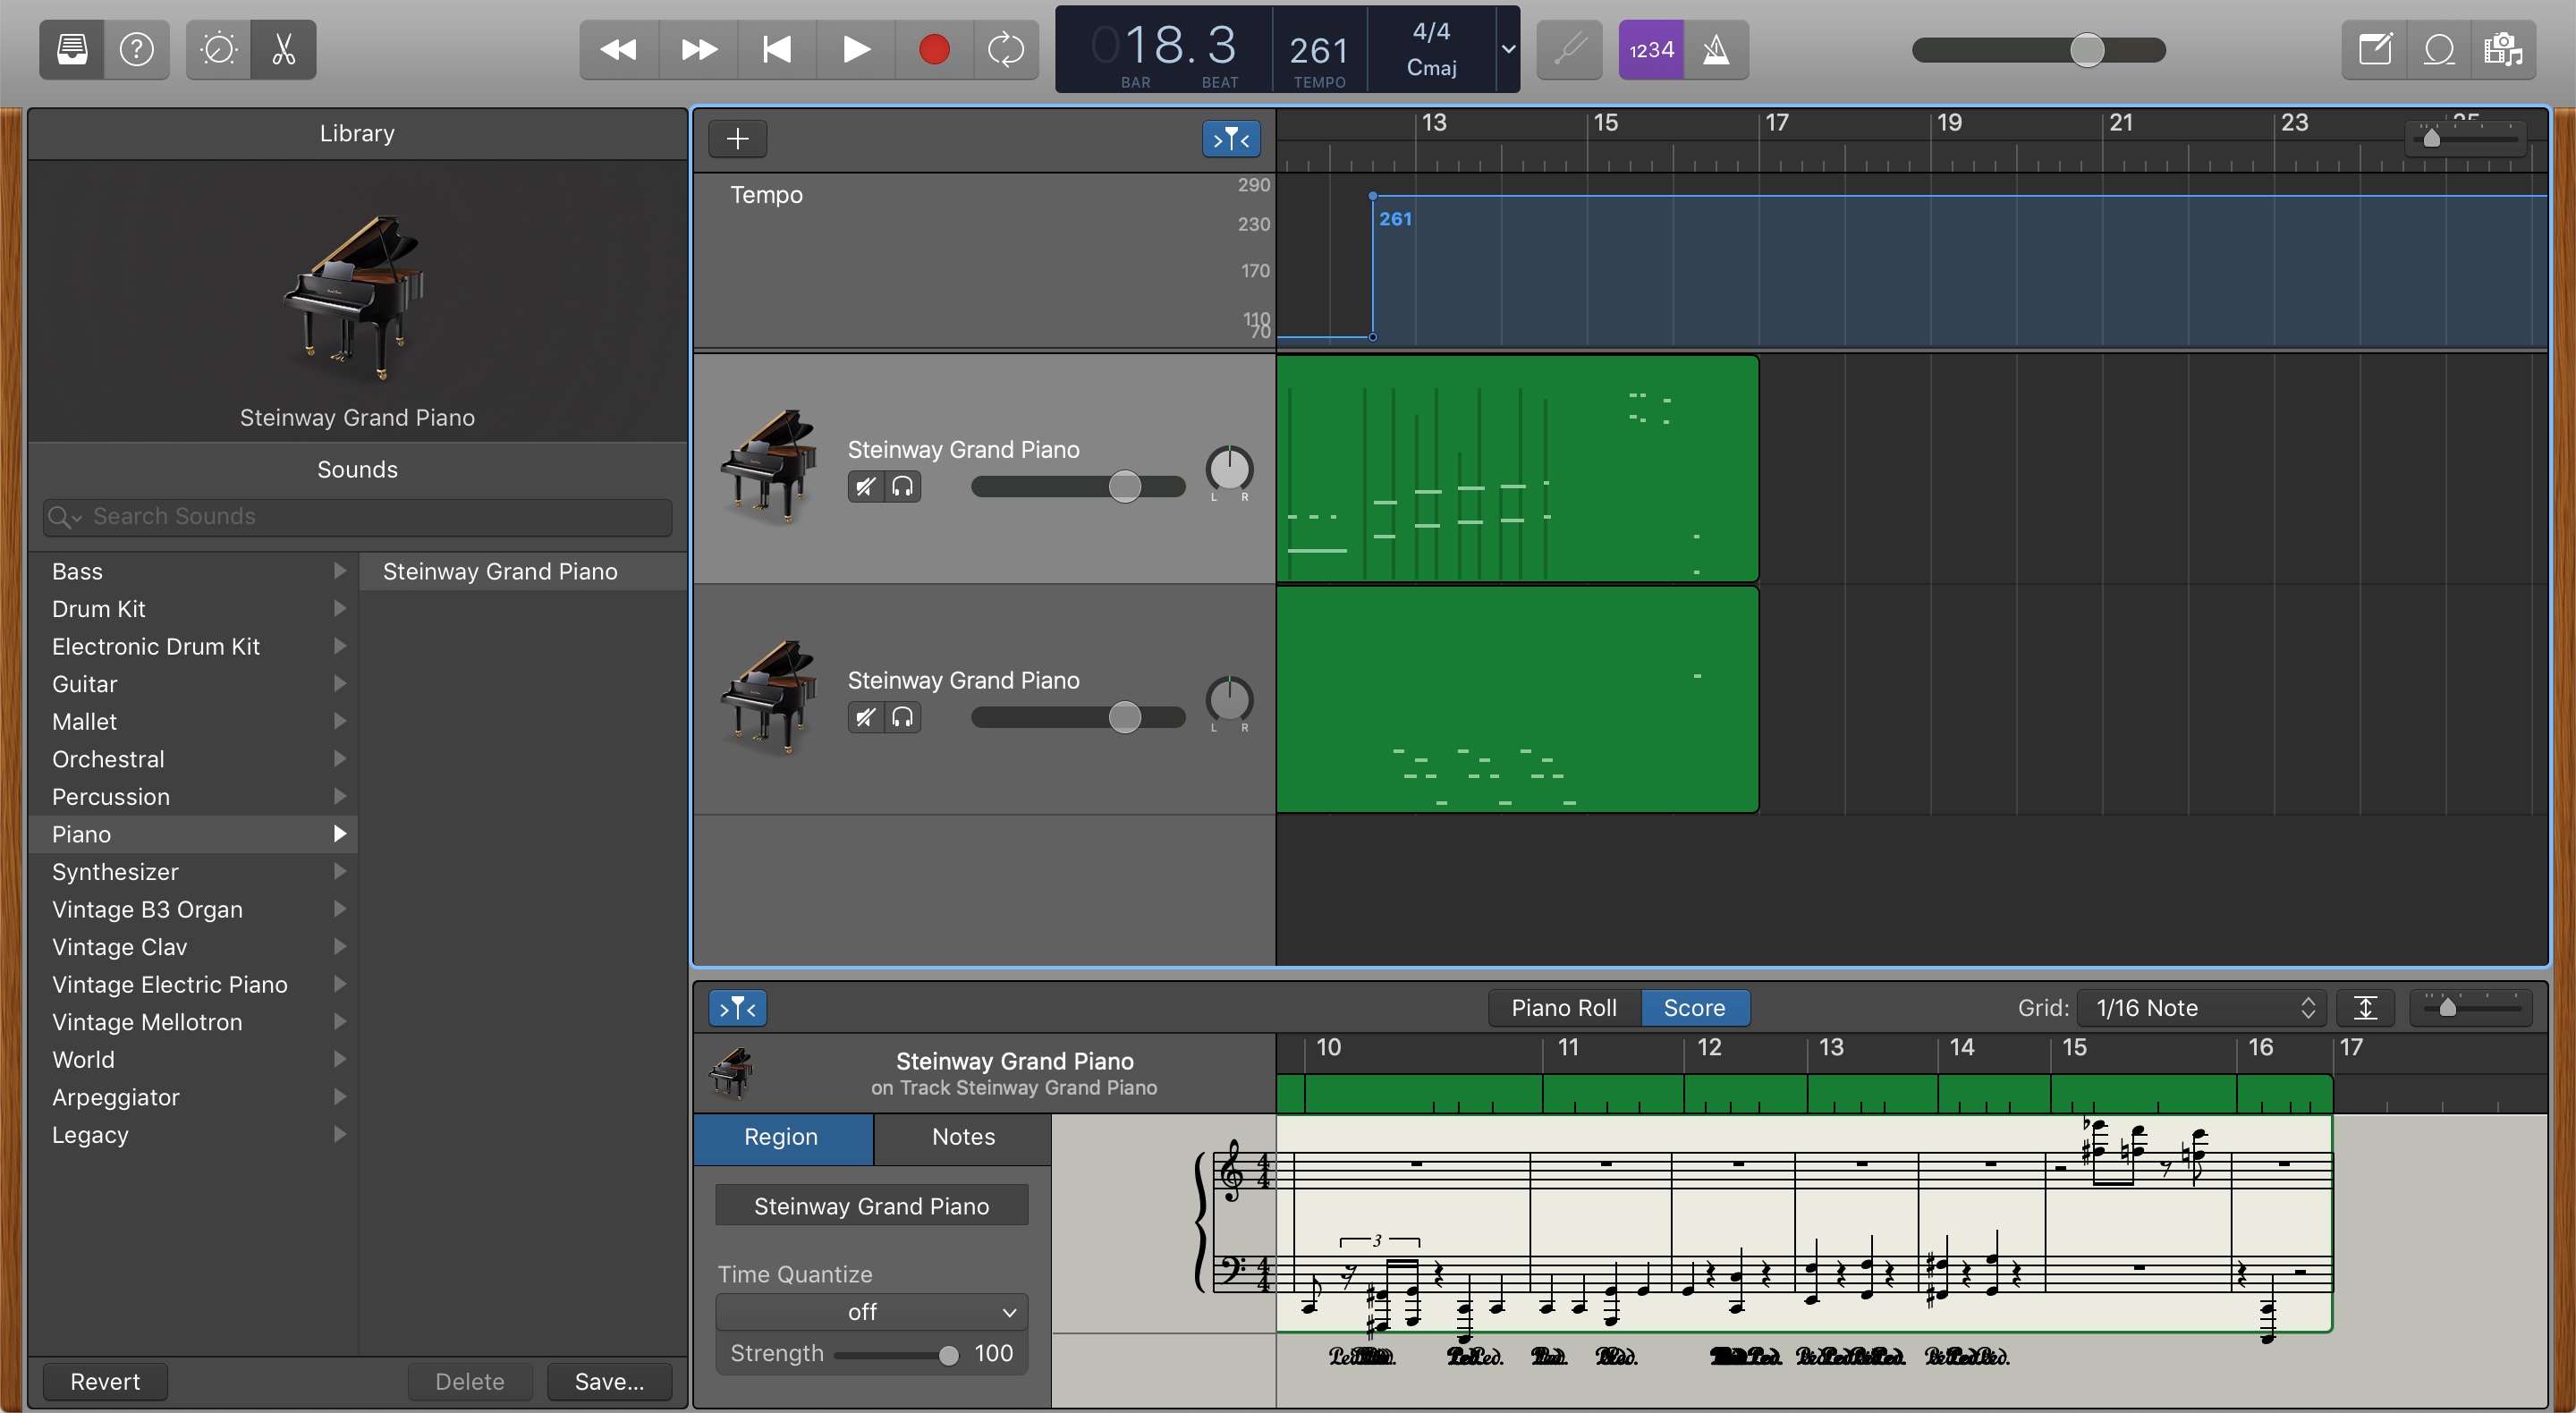 018.3
BAR
BEAT
261
TEMPO
4/4
Cmaj
1234
Library
Steinway Grand Piano
Sounds
Search Sounds
Bass
Drum Kit
Electronic Drum Kit
Guitar
Mallet
Orchestral
Percussion
Piano
Synthesizer
Vintage B3 Organ
Vintage Clav
Vintage Electric Piano
Vintage Mellotron
World
Arpeggiator
Legacy
Steinway Grand Piano
Revert
Delete
Save...
13 15 17 19 21 23 25
Tempo
290
230
170
110
70
261
Steinway Grand Piano
L R
Steinway Grand Piano
L R
Piano Roll
Score
Grid: 1/16 Note
Steinway Grand Piano
on Track Steinway Grand Piano
10 11 12 13 14 15 16 17
Region
Notes
Steinway Grand Piano
Time Quantize
off
Strength 100
3